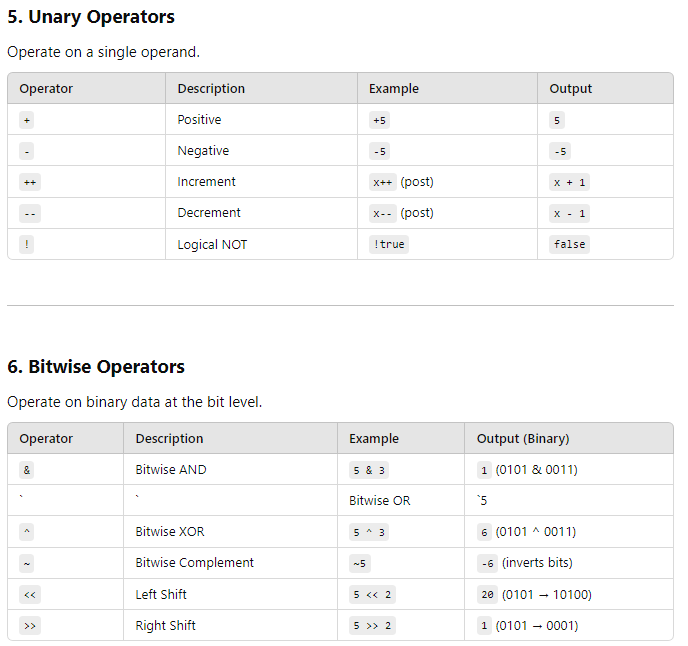 5. Unary Operators
Operate on a single operand.
Operator Description Example Output
+ Positive +5 5
- Negative -5 -5
++ Increment x++ (post) x + 1
-- Decrement x-- (post) x - 1
! Logical NOT !true false
6. Bitwise Operators
Operate on binary data at the bit level.
Operator Description Example Output (Binary)
& Bitwise AND 5 & 3 1 (0101 & 0011)
` ` Bitwise OR `5
^ Bitwise XOR 5 ^ 3 6 (0101 ^ 0011)
~ Bitwise Complement ~5 -6 (inverts bits)
<< Left Shift 5 << 2 20 (0101 → 10100)
>> Right Shift 5 >> 2 1 (0101 → 0001)